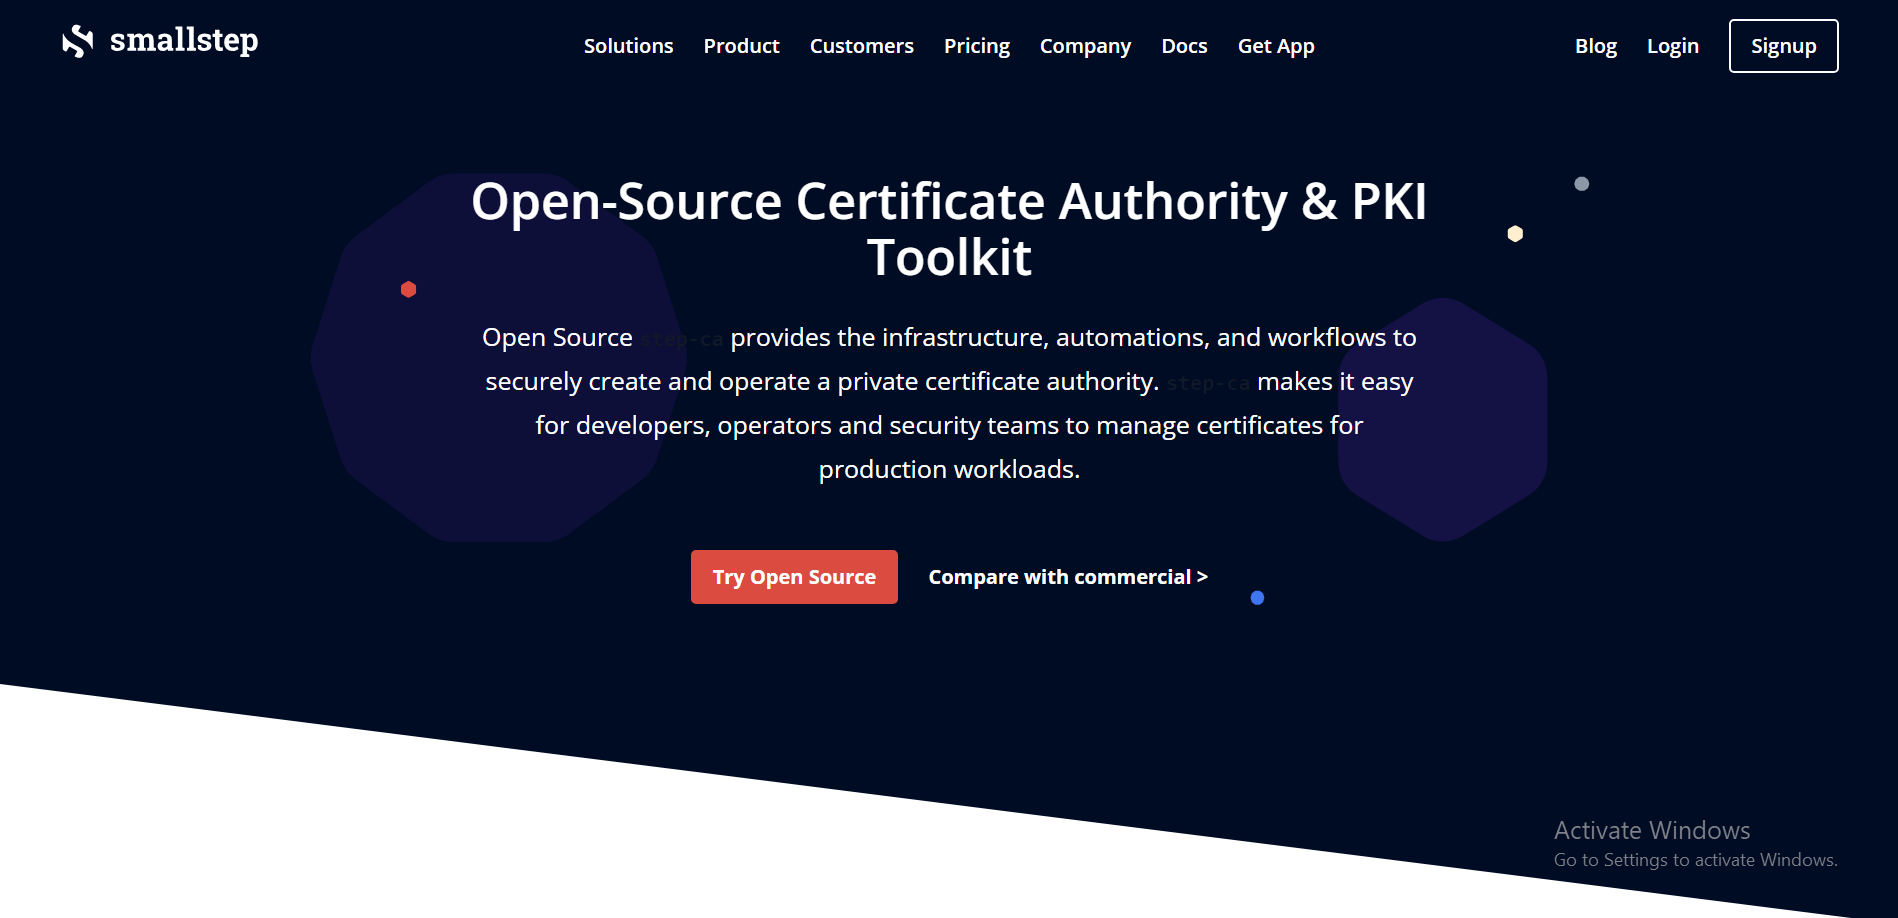 smallstep
Solutions Product Customers Pricing Company Docs Get App
Blog Login Signup
Open-Source Certificate Authority & PKI
Toolkit
Open Source step-ca provides the infrastructure, automations, and workflows to
securely create and operate a private certificate authority. step-ca makes it easy
for developers, operators and security teams to manage certificates for
production workloads.
Try Open Source Compare with commercial >
Activate Windows
Go to Settings to activate Windows.